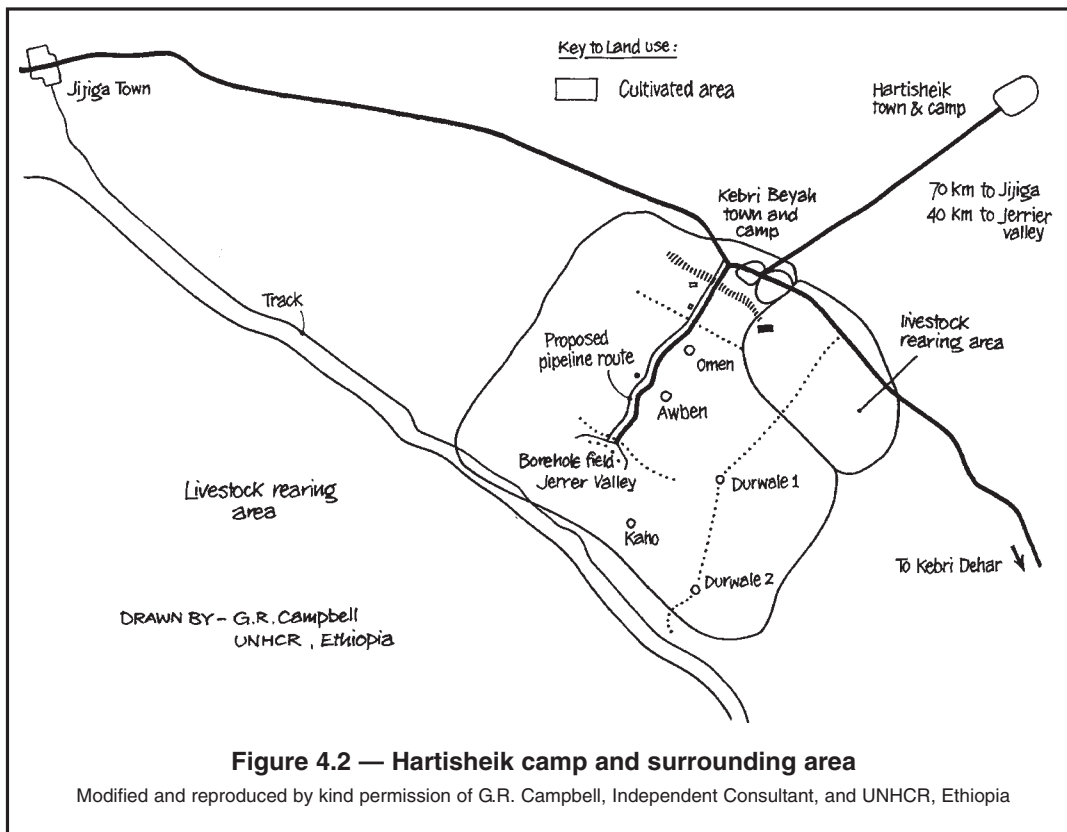 Jijiga Town
Key to Land use:
Cultivated area
Hartisheik
town & camp
Kebri Beyah
town and
camp
70 km to Jijiga
40 km to Jerrier
valley
Track
Proposed
pipeline route
Omen
livestock
rearing area
Awben
Borehole field
Jerrer Valley
Durwale 1
Livestock rearing
area
Kaho
To Kebri Dehar
Durwale 2
DRAWN BY – G.R. Campbell
UNHCR, Ethiopia
Figure 4.2 — Hartisheik camp and surrounding area
Modified and reproduced by kind permission of G.R. Campbell, Independent Consultant, and UNHCR, Ethiopia